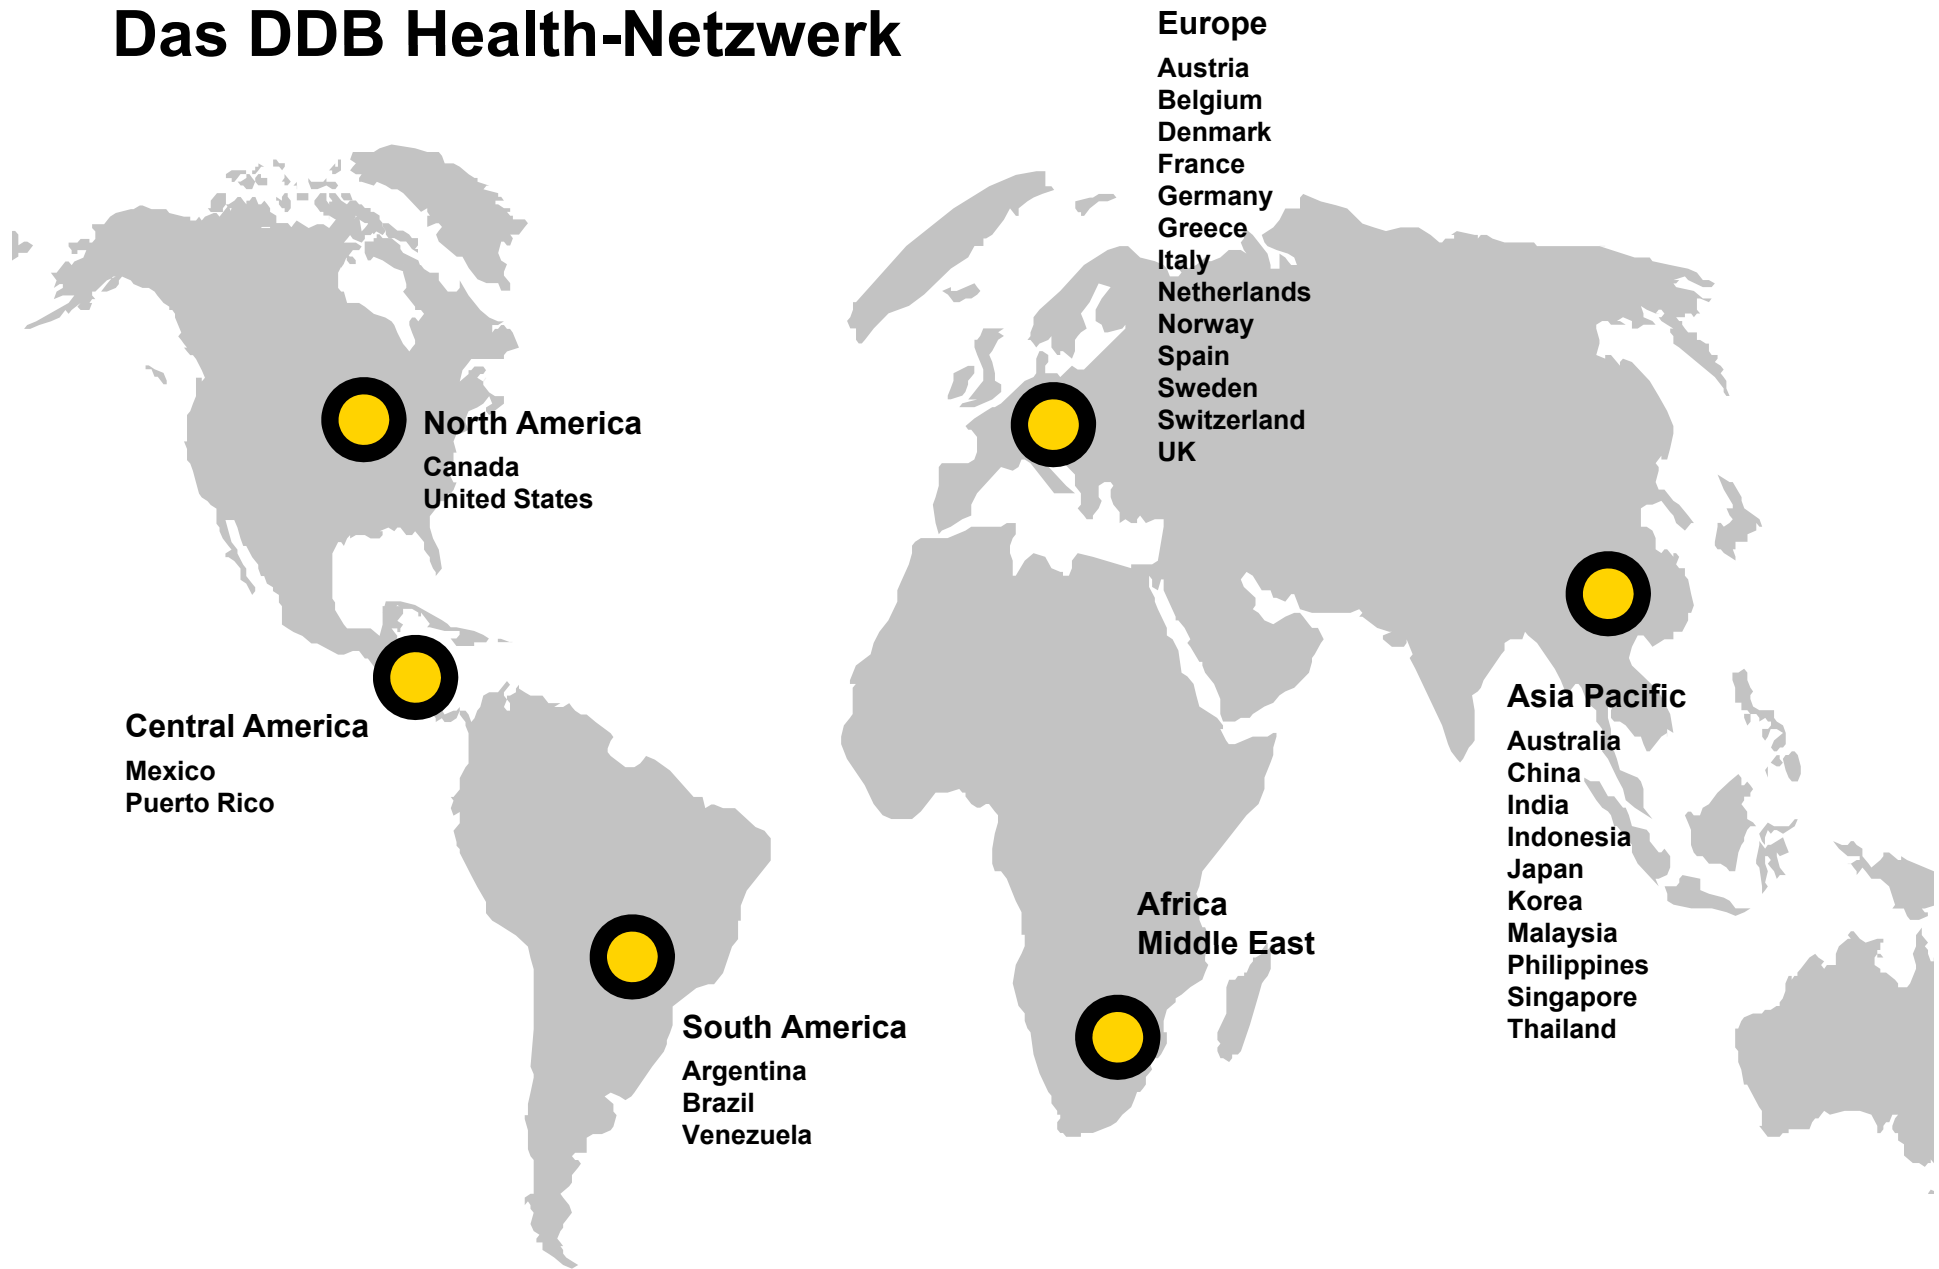 Das DDB Health-Netzwerk
Europe
Austria
Belgium
Denmark
France
Germany
Greece
Italy
Netherlands
Norway
Spain
Sweden
Switzerland
UK
North America
Canada
United States
Central America
Mexico
Puerto Rico
South America
Argentina
Brazil
Venezuela
Africa
Middle East
Asia Pacific
Australia
China
India
Indonesia
Japan
Korea
Malaysia
Philippines
Singapore
Thailand